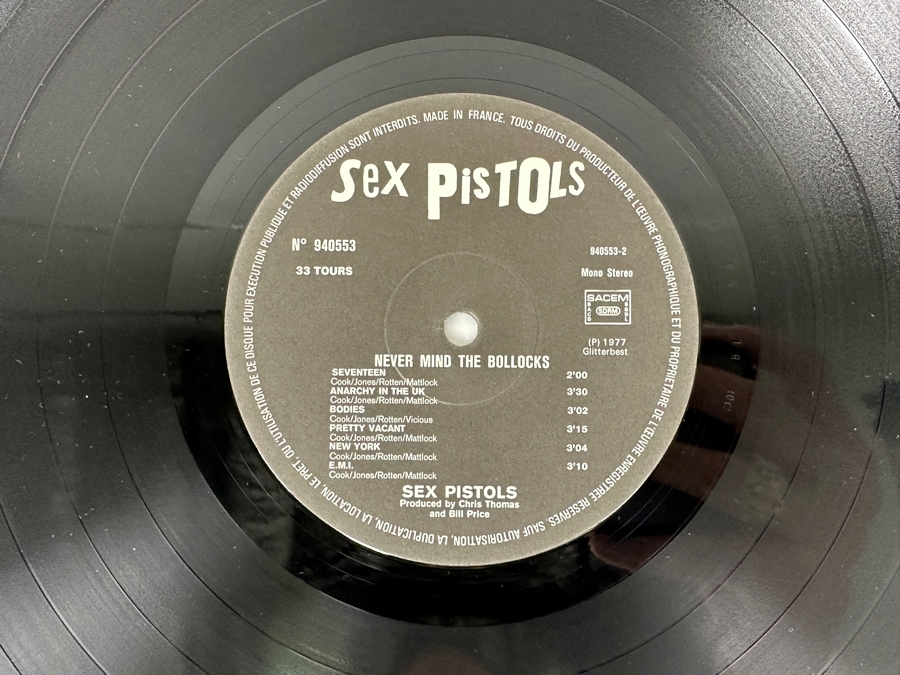 SONT INTERDITS. MADE IN FRANCE. TOUS DROITS DU PRODUCTEUR DE L'ŒUVRE PHONOGRAPHIQUE ET DU PROPRIETAIRE DE L'ŒUVRE ENREGISTREE RESERVES. SAUF AUTORISATION, LA DUPLICATION, LA LOCATION, LE PRET, OU L'UTILISATION DE CE DISQUE POUR EXECUTION PUBLIQUE ET RADIODIFFUSION
Sex PisTOLS
N° 940553
940553-2
33 TOURS
Mono Stereo
SACEM
SDRM
(P) 1977
Glitterbest
NEVER MIND THE BOLLOCKS
SEVENTEEN 2'00
Cook/Jones/Rotten/Mattlock
ANARCHY IN THE UK 3'30
Cook/Jones/Rotten/Mattlock
BODIES 3'02
Cook/Jones/Rotten/Vicious
PRETTY VACANT 3'15
Cook/Jones/Rotten/Mattlock
NEW YORK 3'04
Cook/Jones/Rotten/Mattlock
E.M.I. 3'10
Cook/Jones/Rotten/Mattlock
SEX PISTOLS
Produced by Chris Thomas
and Bill Price